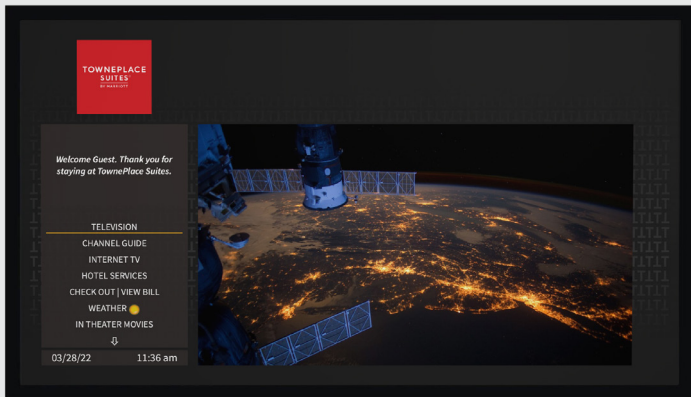 TOWNEPLACE
SUITES®
BY MARRIOTT
Welcome Guest. Thank you for
staying at TownePlace Suites.
TELEVISION
CHANNEL GUIDE
INTERNET TV
HOTEL SERVICES
CHECK OUT | VIEW BILL
WEATHER
IN THEATER MOVIES
03/28/22 11:36 am